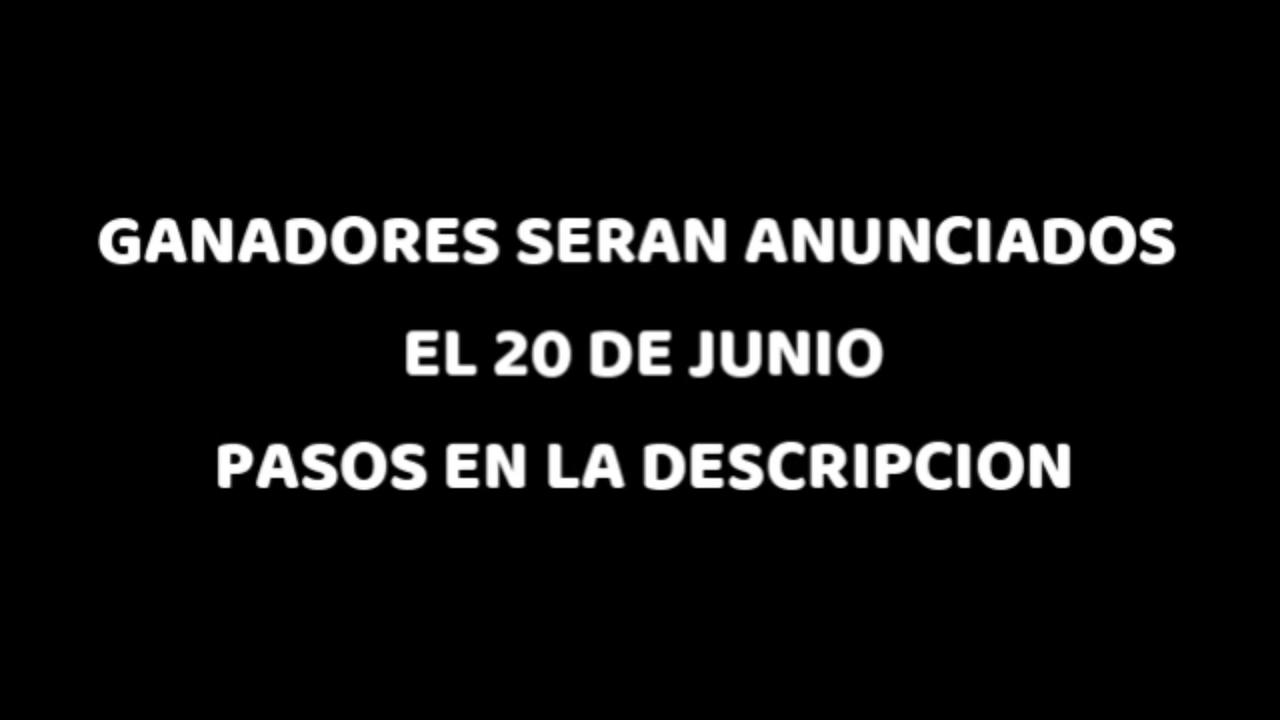 GANADORES SERAN ANUNCIADOS
EL 20 DE JUNIO
PASOS EN LA DESCRIPCION